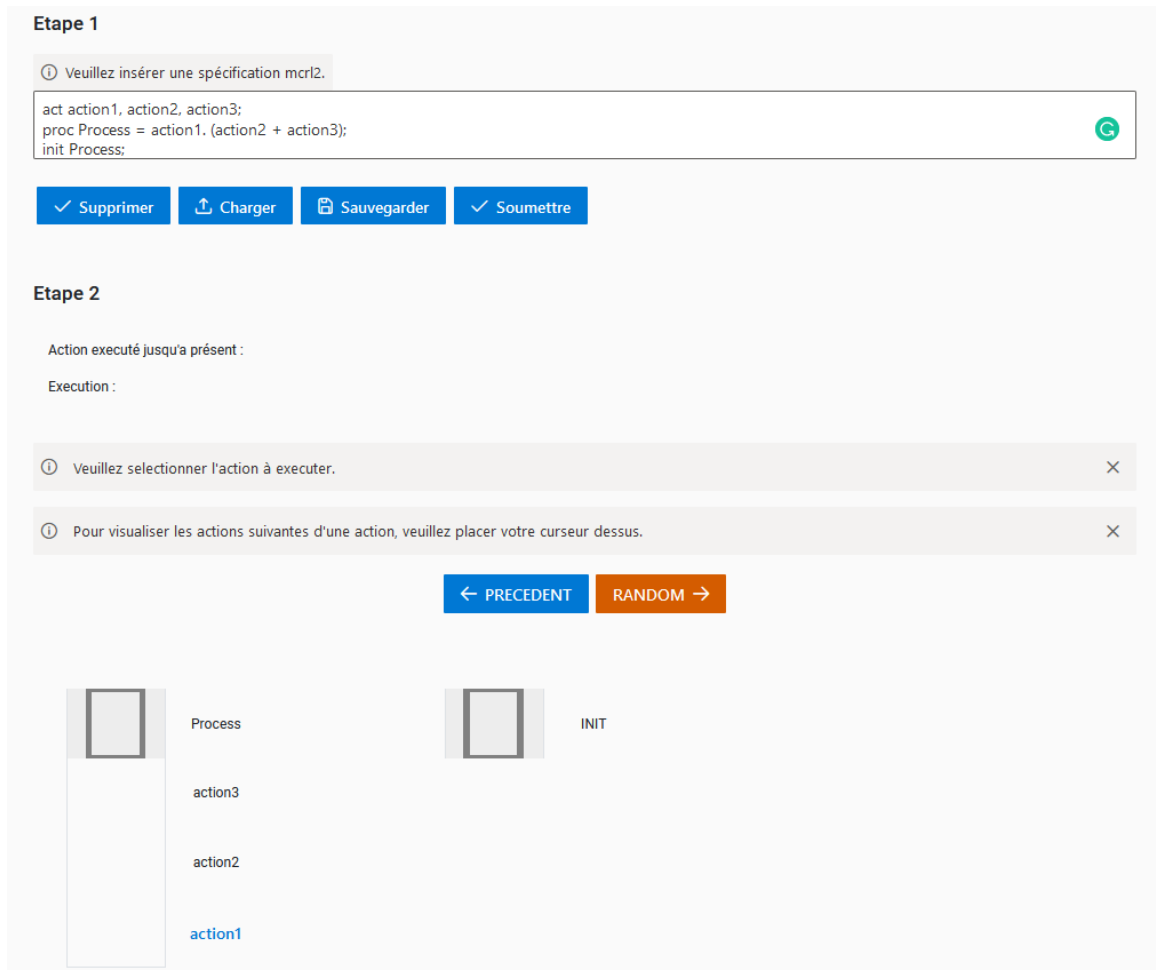 Etape 1
Veuillez insérer une spécification mcrl2.
act action1, action2, action3;
proc Process = action1. (action2 + action3);
init Process;
Supprimer Charger Sauvegarder Soumettre
Etape 2
Action executé jusqu'a présent :
Execution :
Veuillez selectionner l'action à executer.
Pour visualiser les actions suivantes d'une action, veuillez placer votre curseur dessus.
PRECEDENT RANDOM
Process INIT
action3
action2
action1